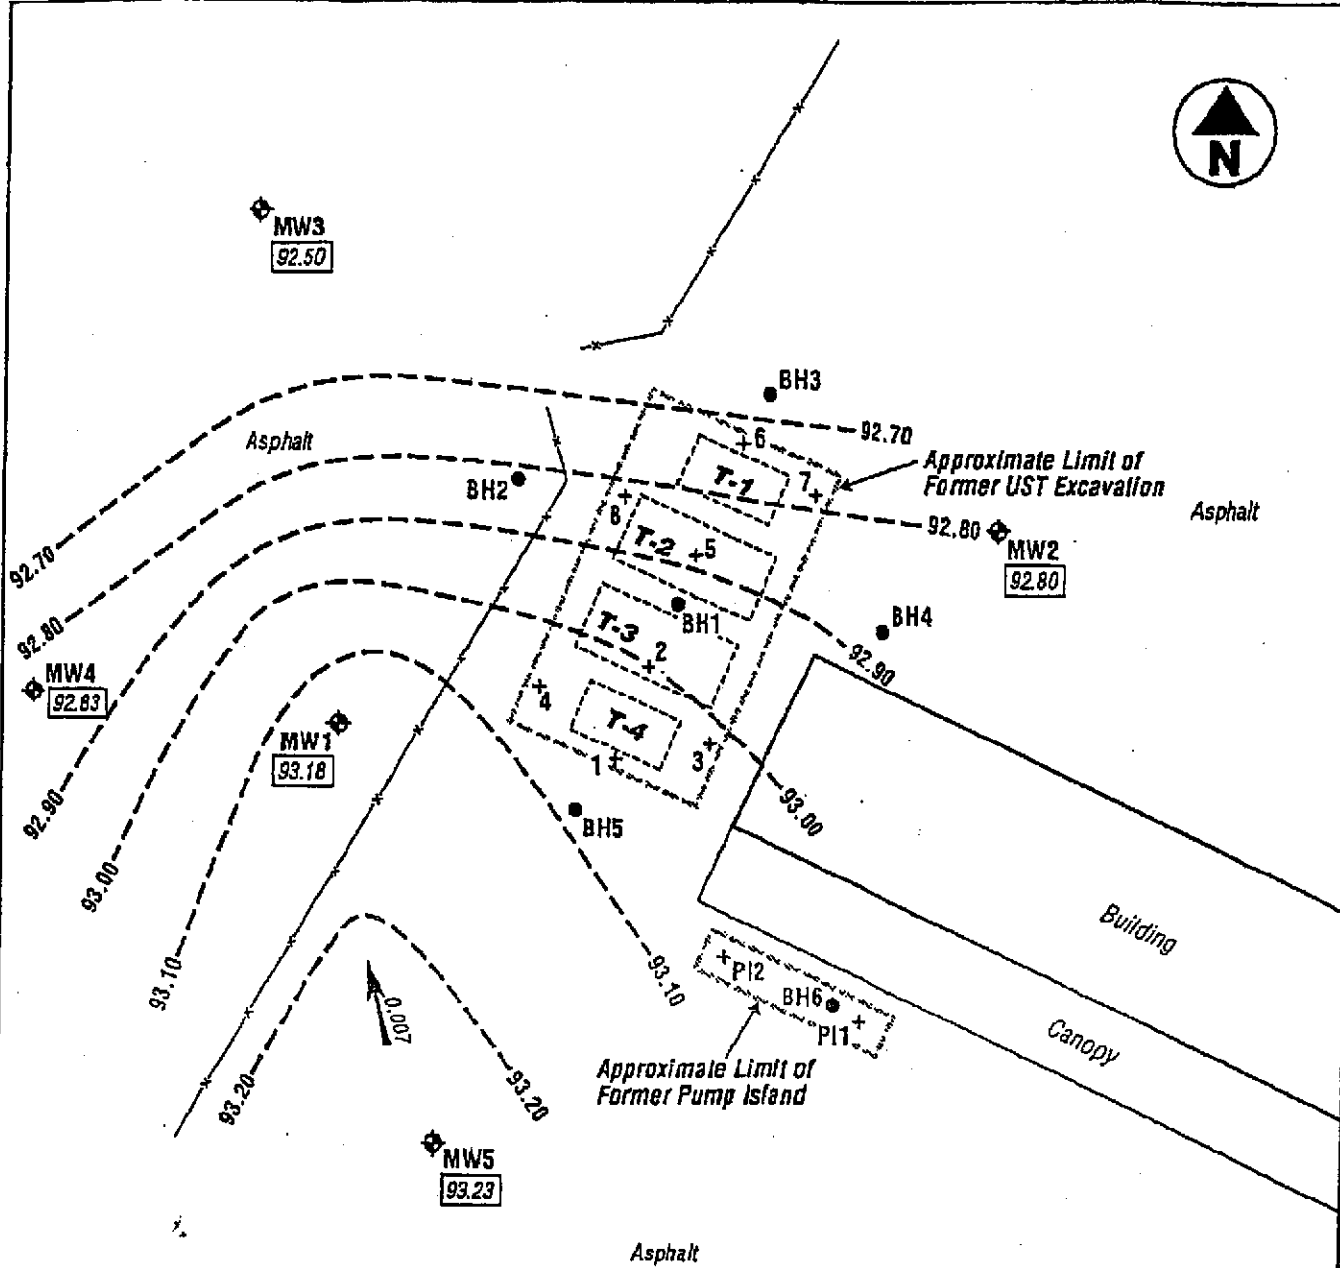 N
MW3
92.50
BH3
92.70
6
Asphalt
Approximate Limit of
Former UST Excavation
T-1
7
BH2
8
Asphalt
92.80
MW2
92.80
T-2
5
92.70
BH1
BH4
T-3
92.80
2
92.90
MW4
92.83
4
T-4
MW1
93.18
1
3
93.00
92.90
BH5
93.00
Building
93.10
93.10
PI2
BH6
PI1
0.007
Canopy
Approximate Limit of
Former Pump Island
93.20
93.20
MW5
93.23
Asphalt